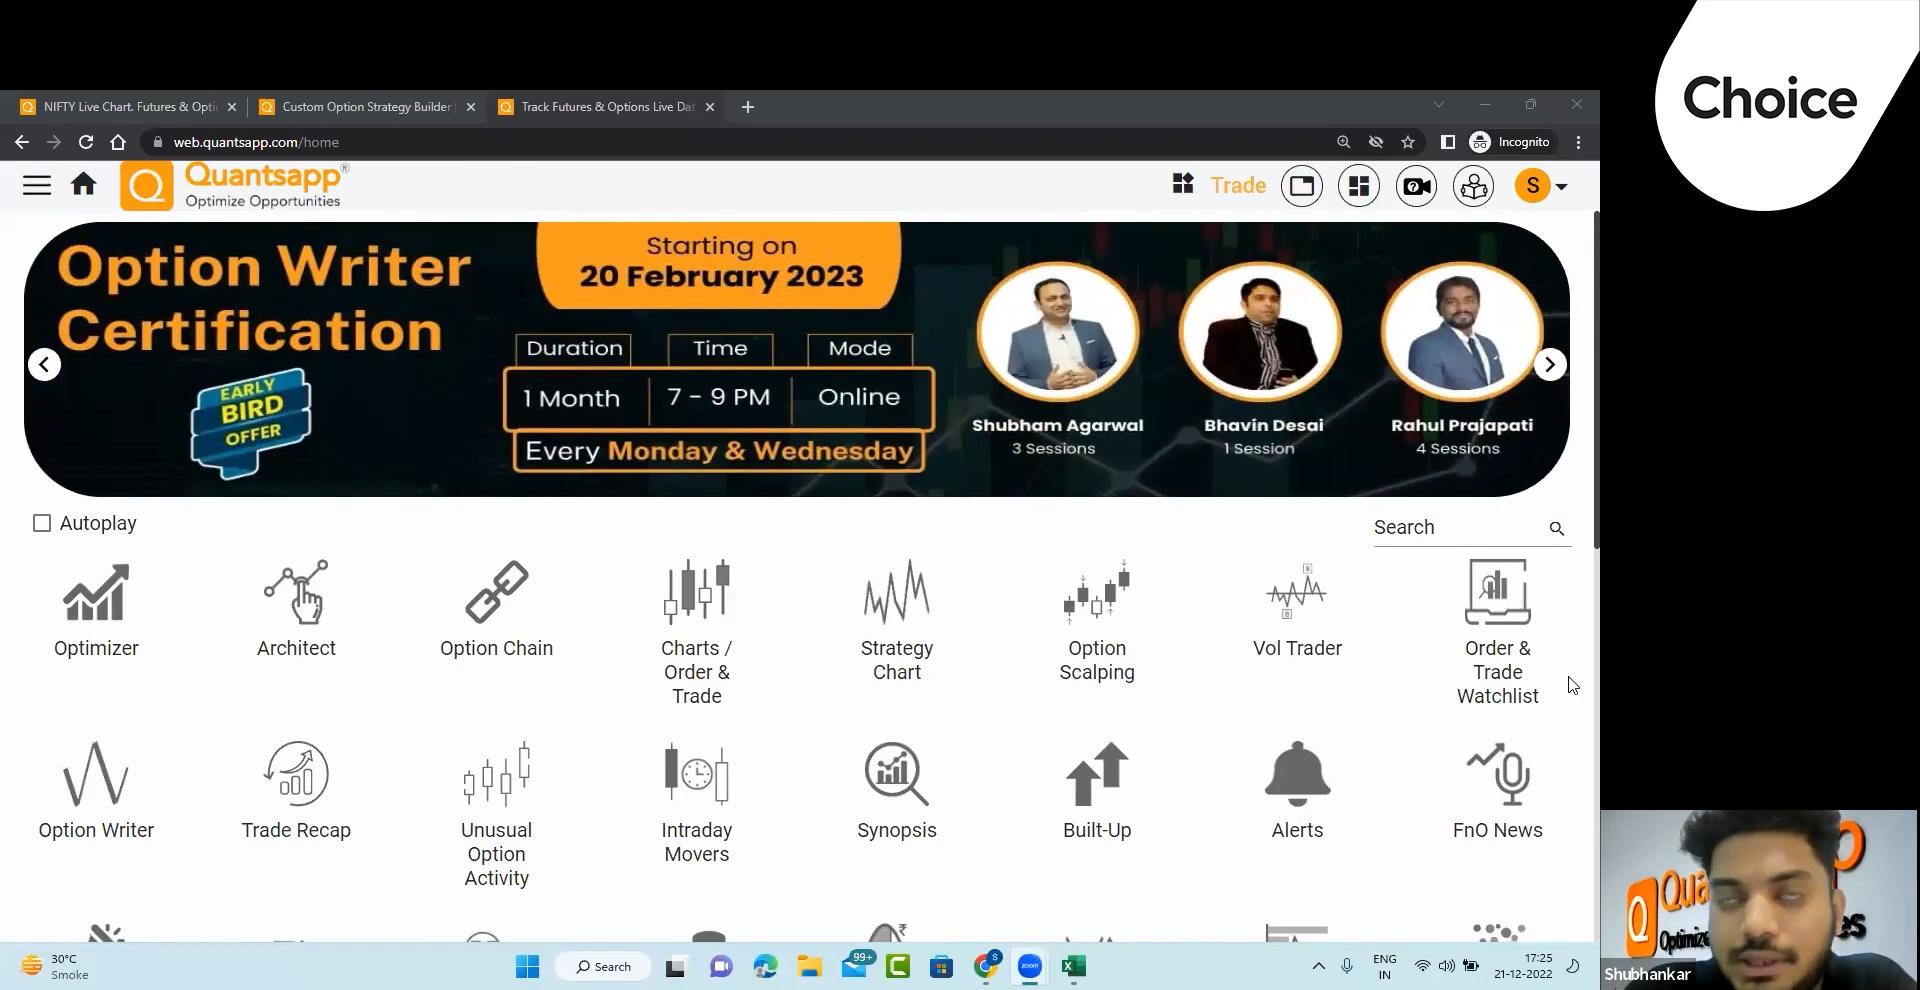 Choice
NIFTY Live Chart. Futures & Opti
Custom Option Strategy Builder
Track Futures & Options Live Dat
web.quantsapp.com/home
Incognito
Quantsapp®
Optimize Opportunities
Trade
S
Option Writer
Certification
EARLY
BIRD
OFFER
Starting on
20 February 2023
Duration
Time
Mode
1 Month
7 - 9 PM
Online
Every Monday & Wednesday
Shubham Agarwal
3 Sessions
Bhavin Desai
1 Session
Rahul Prajapati
4 Sessions
Autoplay
Search
Optimizer
Architect
Option Chain
Charts /
Order &
Trade
Strategy
Chart
Option
Scalping
Vol Trader
Order &
Trade
Watchlist
Option Writer
Trade Recap
Unusual
Option
Activity
Intraday
Movers
Synopsis
Built-Up
Alerts
FnO News
30°C
Smoke
Search
99+
S
zoom
ENG
IN
17:25
21-12-2022
Qua
Optimize
es
Shubhankar